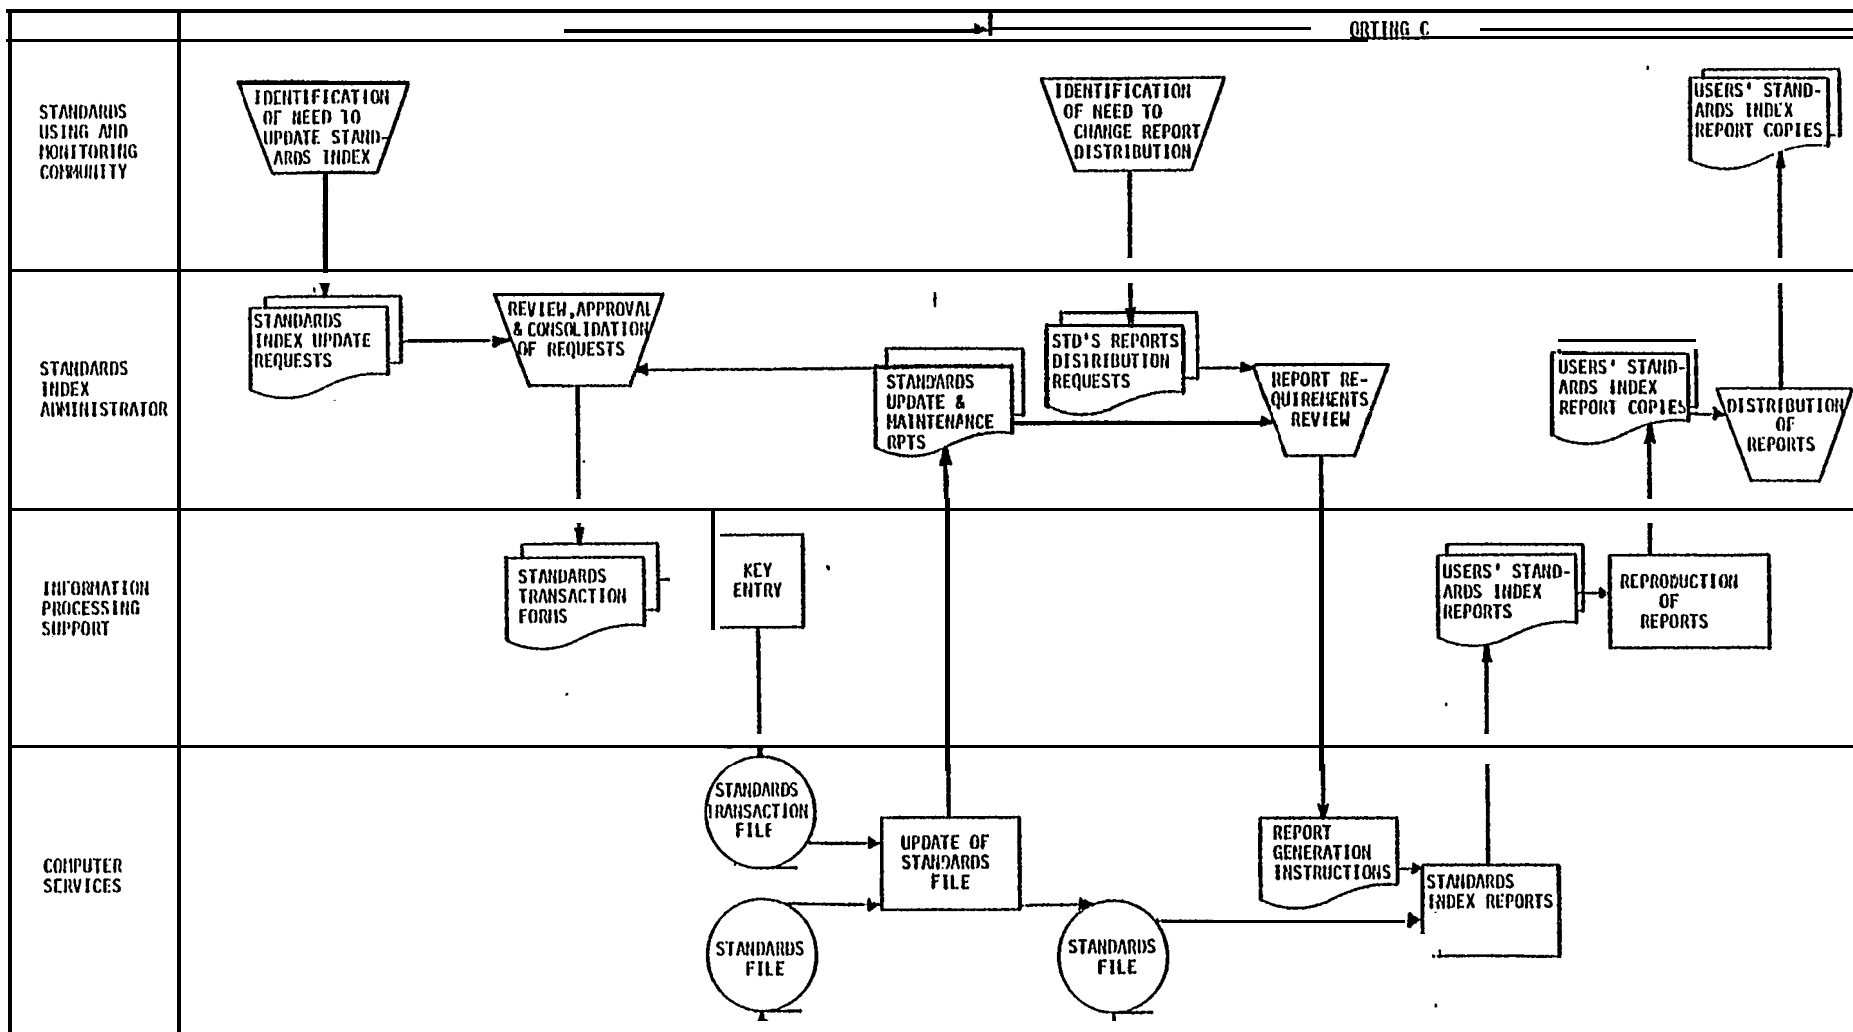 ORTING C
STANDARDS
USING AND
MONITORING
COMMUNITY
IDENTIFICATION
OF NEED TO
UPDATE STAND-
ARDS INDEX
IDENTIFICATION
OF NEED TO
CHANGE REPORT
DISTRIBUTION
USERS' STAND-
ARDS INDEX
REPORT COPIES
STANDARDS
INDEX
ADMINISTRATOR
STANDARDS
INDEX UPDATE
REQUESTS
REVIEW, APPROVAL
& CONSOLIDATION
OF REQUESTS
STANDARDS
UPDATE &
MAINTENANCE
RPTS
STD'S REPORTS
DISTRIBUTION
REQUESTS
REPORT RE-
QUIREMENTS
REVIEW
USERS' STAND-
ARDS INDEX
REPORT COPIES
DISTRIBUTION
OF
REPORTS
INFORMATION
PROCESSING
SUPPORT
STANDARDS
TRANSACTION
FORMS
KEY
ENTRY
USERS' STAND-
ARDS INDEX
REPORTS
REPRODUCTION
OF
REPORTS
COMPUTER
SERVICES
STANDARDS
TRANSACTION
FILE
STANDARDS
FILE
UPDATE OF
STANDARDS
FILE
STANDARDS
FILE
REPORT
GENERATION
INSTRUCTIONS
STANDARDS
INDEX REPORTS